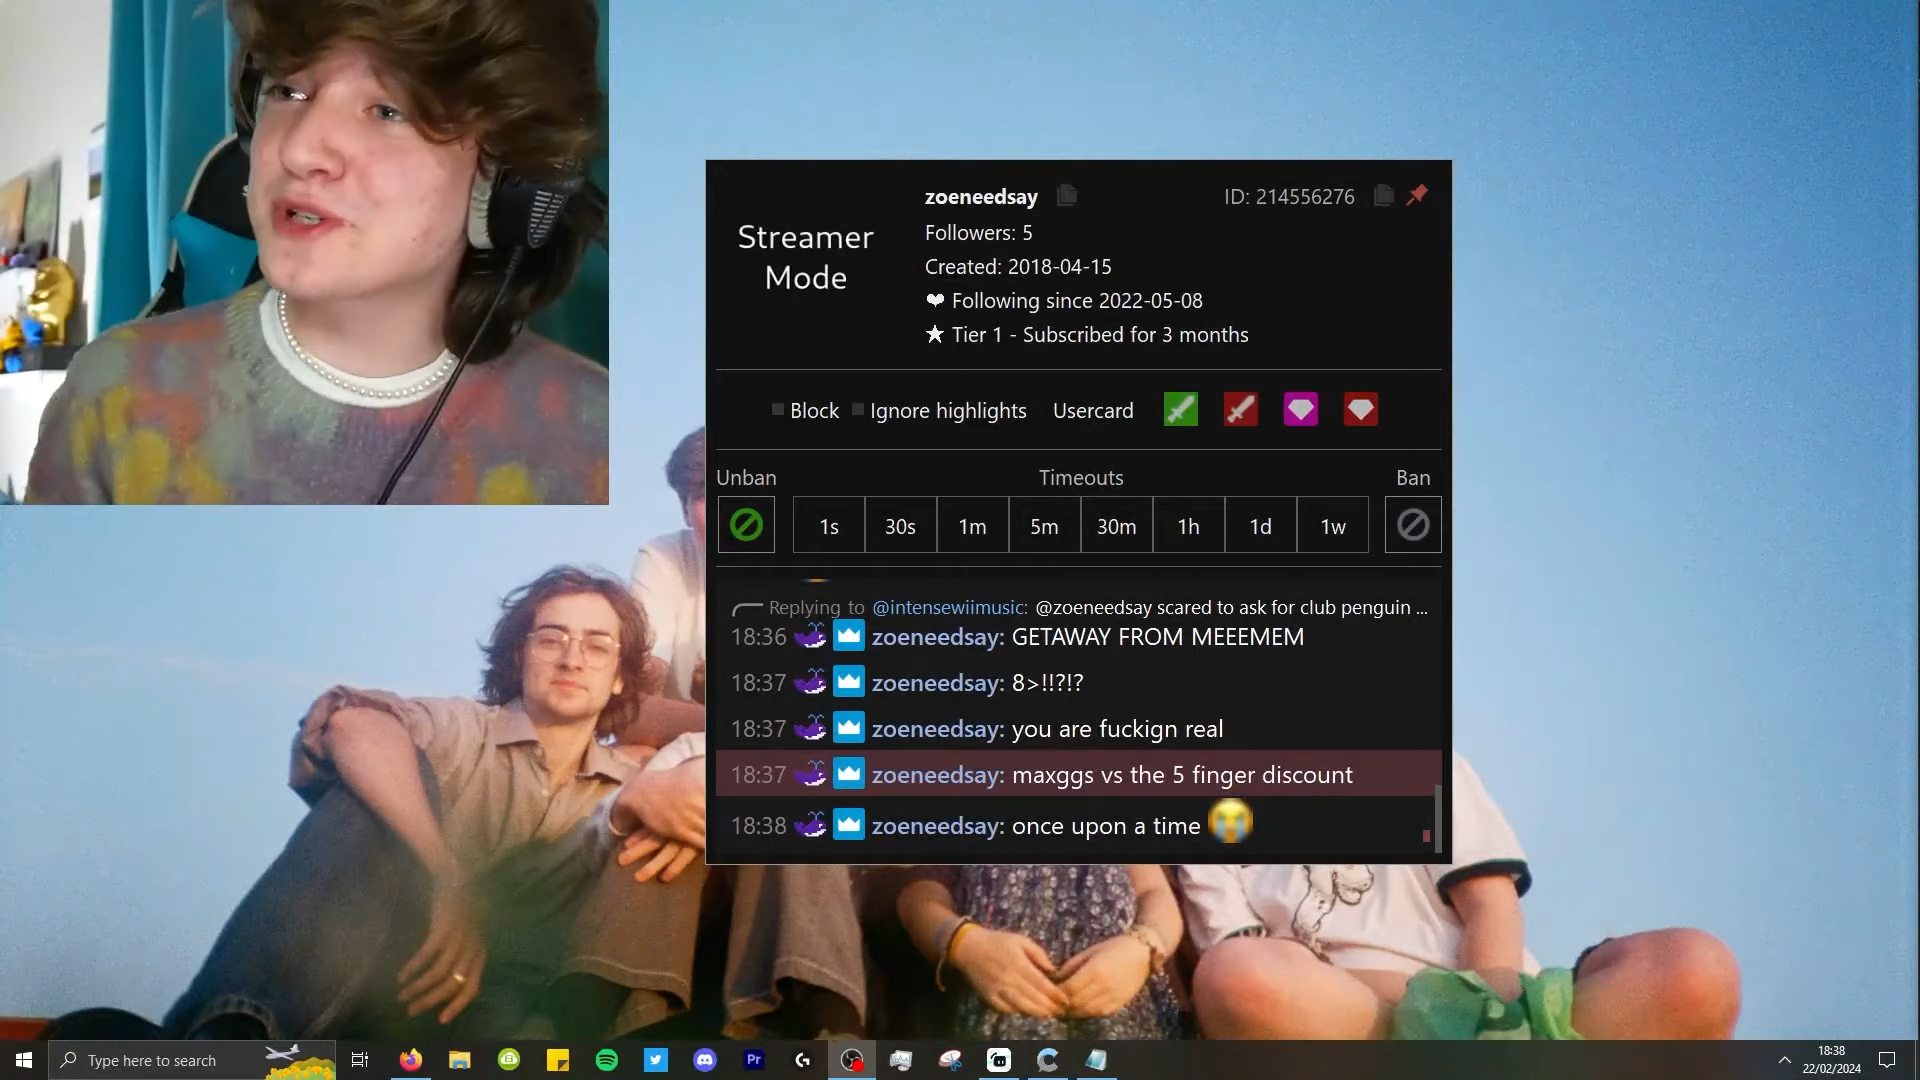 zoeneedsay
ID: 214556276
Streamer
Mode
Followers: 5
Created: 2018-04-15
Following since 2022-05-08
Tier 1 - Subscribed for 3 months
Block
Ignore highlights
Usercard
Unban
Timeouts
Ban
1s
30s
1m
5m
30m
1h
1d
1w
Replying to @intensewiimusic: @zoeneedsay scared to ask for club penguin ...
18:36 zoeneedsay: GETAWAY FROM MEEEMEM
18:37 zoeneedsay: 8>!!?!?
18:37 zoeneedsay: you are fuckign real
18:37 zoeneedsay: maxggs vs the 5 finger discount
18:38 zoeneedsay: once upon a time 😭
Type here to search
Pr
18:38
22/02/2024